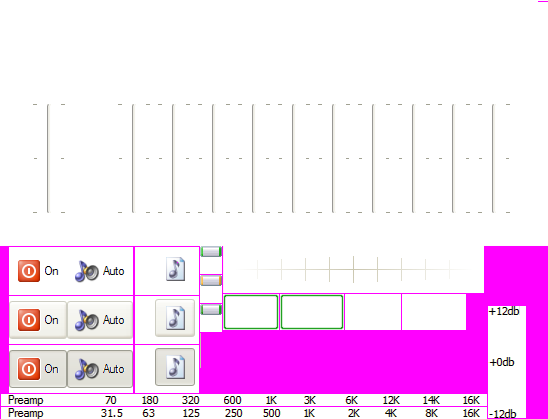 On Auto
On Auto
+12db
+0db
On Auto
Preamp 70 180 320 600 1K 3K 6K 12K 14K 16K
Preamp 31.5 63 125 250 500 1K 2K 4K 8K 16K
-12db